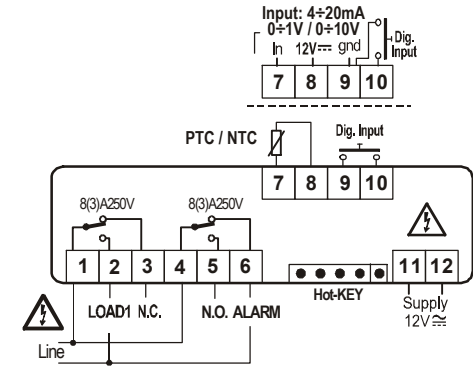 Input: 4÷20mA
0÷1V / 0÷10V
In 12V⎓ gnd
Dig.
Input
7 8 9 10
PTC / NTC
Dig. Input
7 8 9 10
8(3)A250V 8(3)A250V
1 2 3 4 5 6
11 12
Hot-KEY
LOAD1 N.C. N.O. ALARM
Supply
12V≅
Line